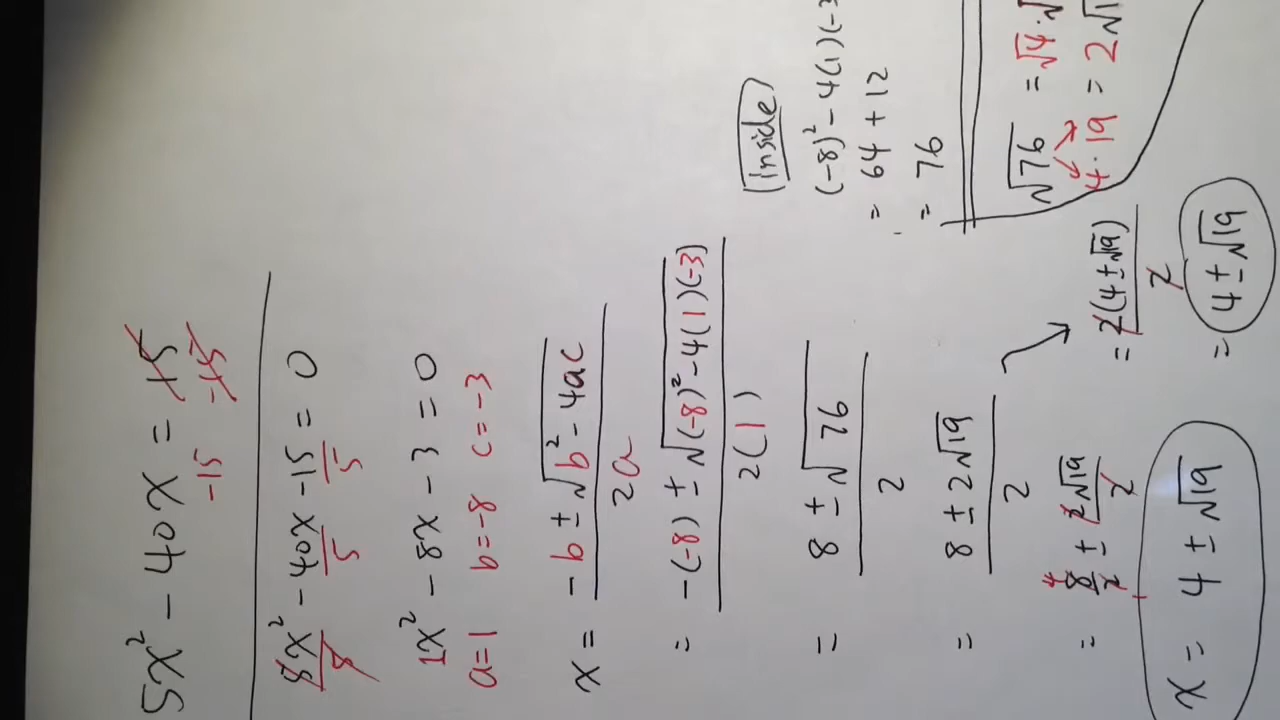 5x² - 40x = 15
-15 -15
5x² - 40x - 15 = 0
5 5 5
1x² - 8x - 3 = 0
a=1 b=-8 c=-3
x = -b ± √b² - 4ac
2a
= -(-8) ± √(-8)² - 4(1)(-3)
2(1)
= 8 ± √76
2
= 8 ± 2√19
2
= 8/2 ± 2√19/2
4
x = 4 ± √19
Inside
(-8)² - 4(1)(-3
= 64 + 12
= 76
√76 = √4 · √
4 · 19 = 2√1
= 2(4 ± √19)
2
= 4 ± √19